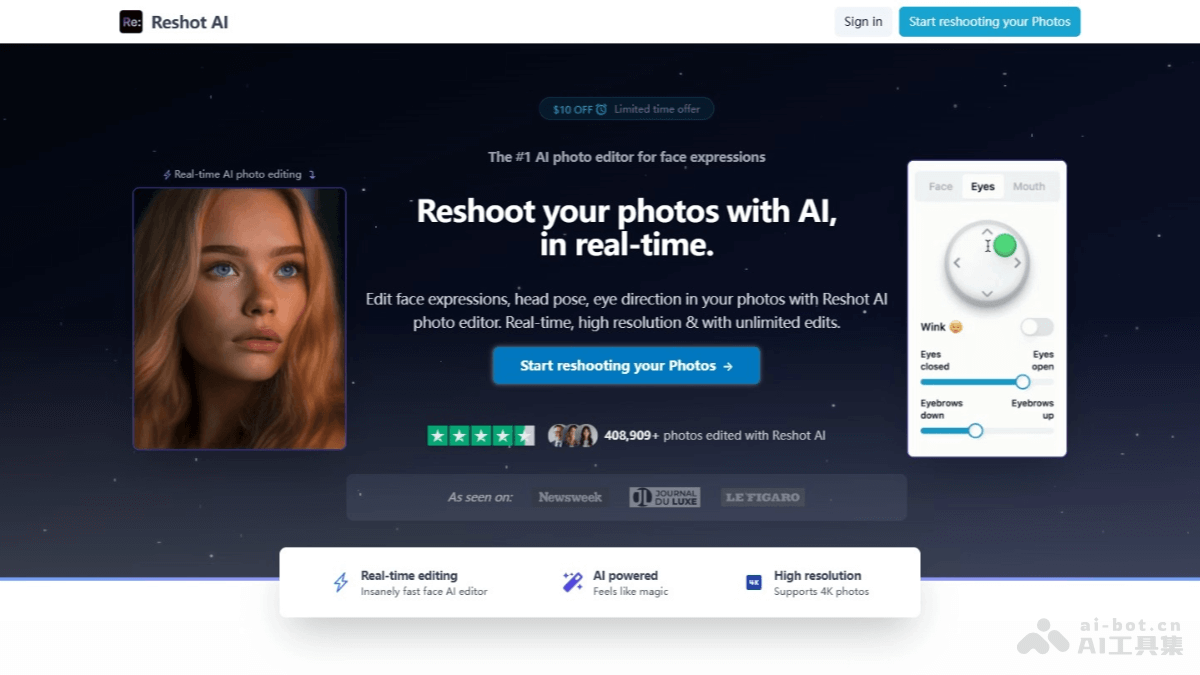 Re: Reshot AI
Sign in
Start reshooting your Photos
$10 OFF Limited time offer
The #1 AI photo editor for face expressions
Real-time AI photo editing
Reshoot your photos with AI,
in real-time.
Edit face expressions, head pose, eye direction in your photos with Reshot AI
photo editor. Real-time, high resolution & with unlimited edits.
Start reshooting your Photos →
408,909+ photos edited with Reshot AI
As seen on:
Newsweek
JOURNAL
DU LUXE
LE FIGARO
Face Eyes Mouth
Wink
Eyes
closed
Eyes
open
Eyebrows
down
Eyebrows
up
Real-time editing
Insanely fast face AI editor
AI powered
Feels like magic
4K
High resolution
Supports 4K photos
ai-bot.cn
AI工具集